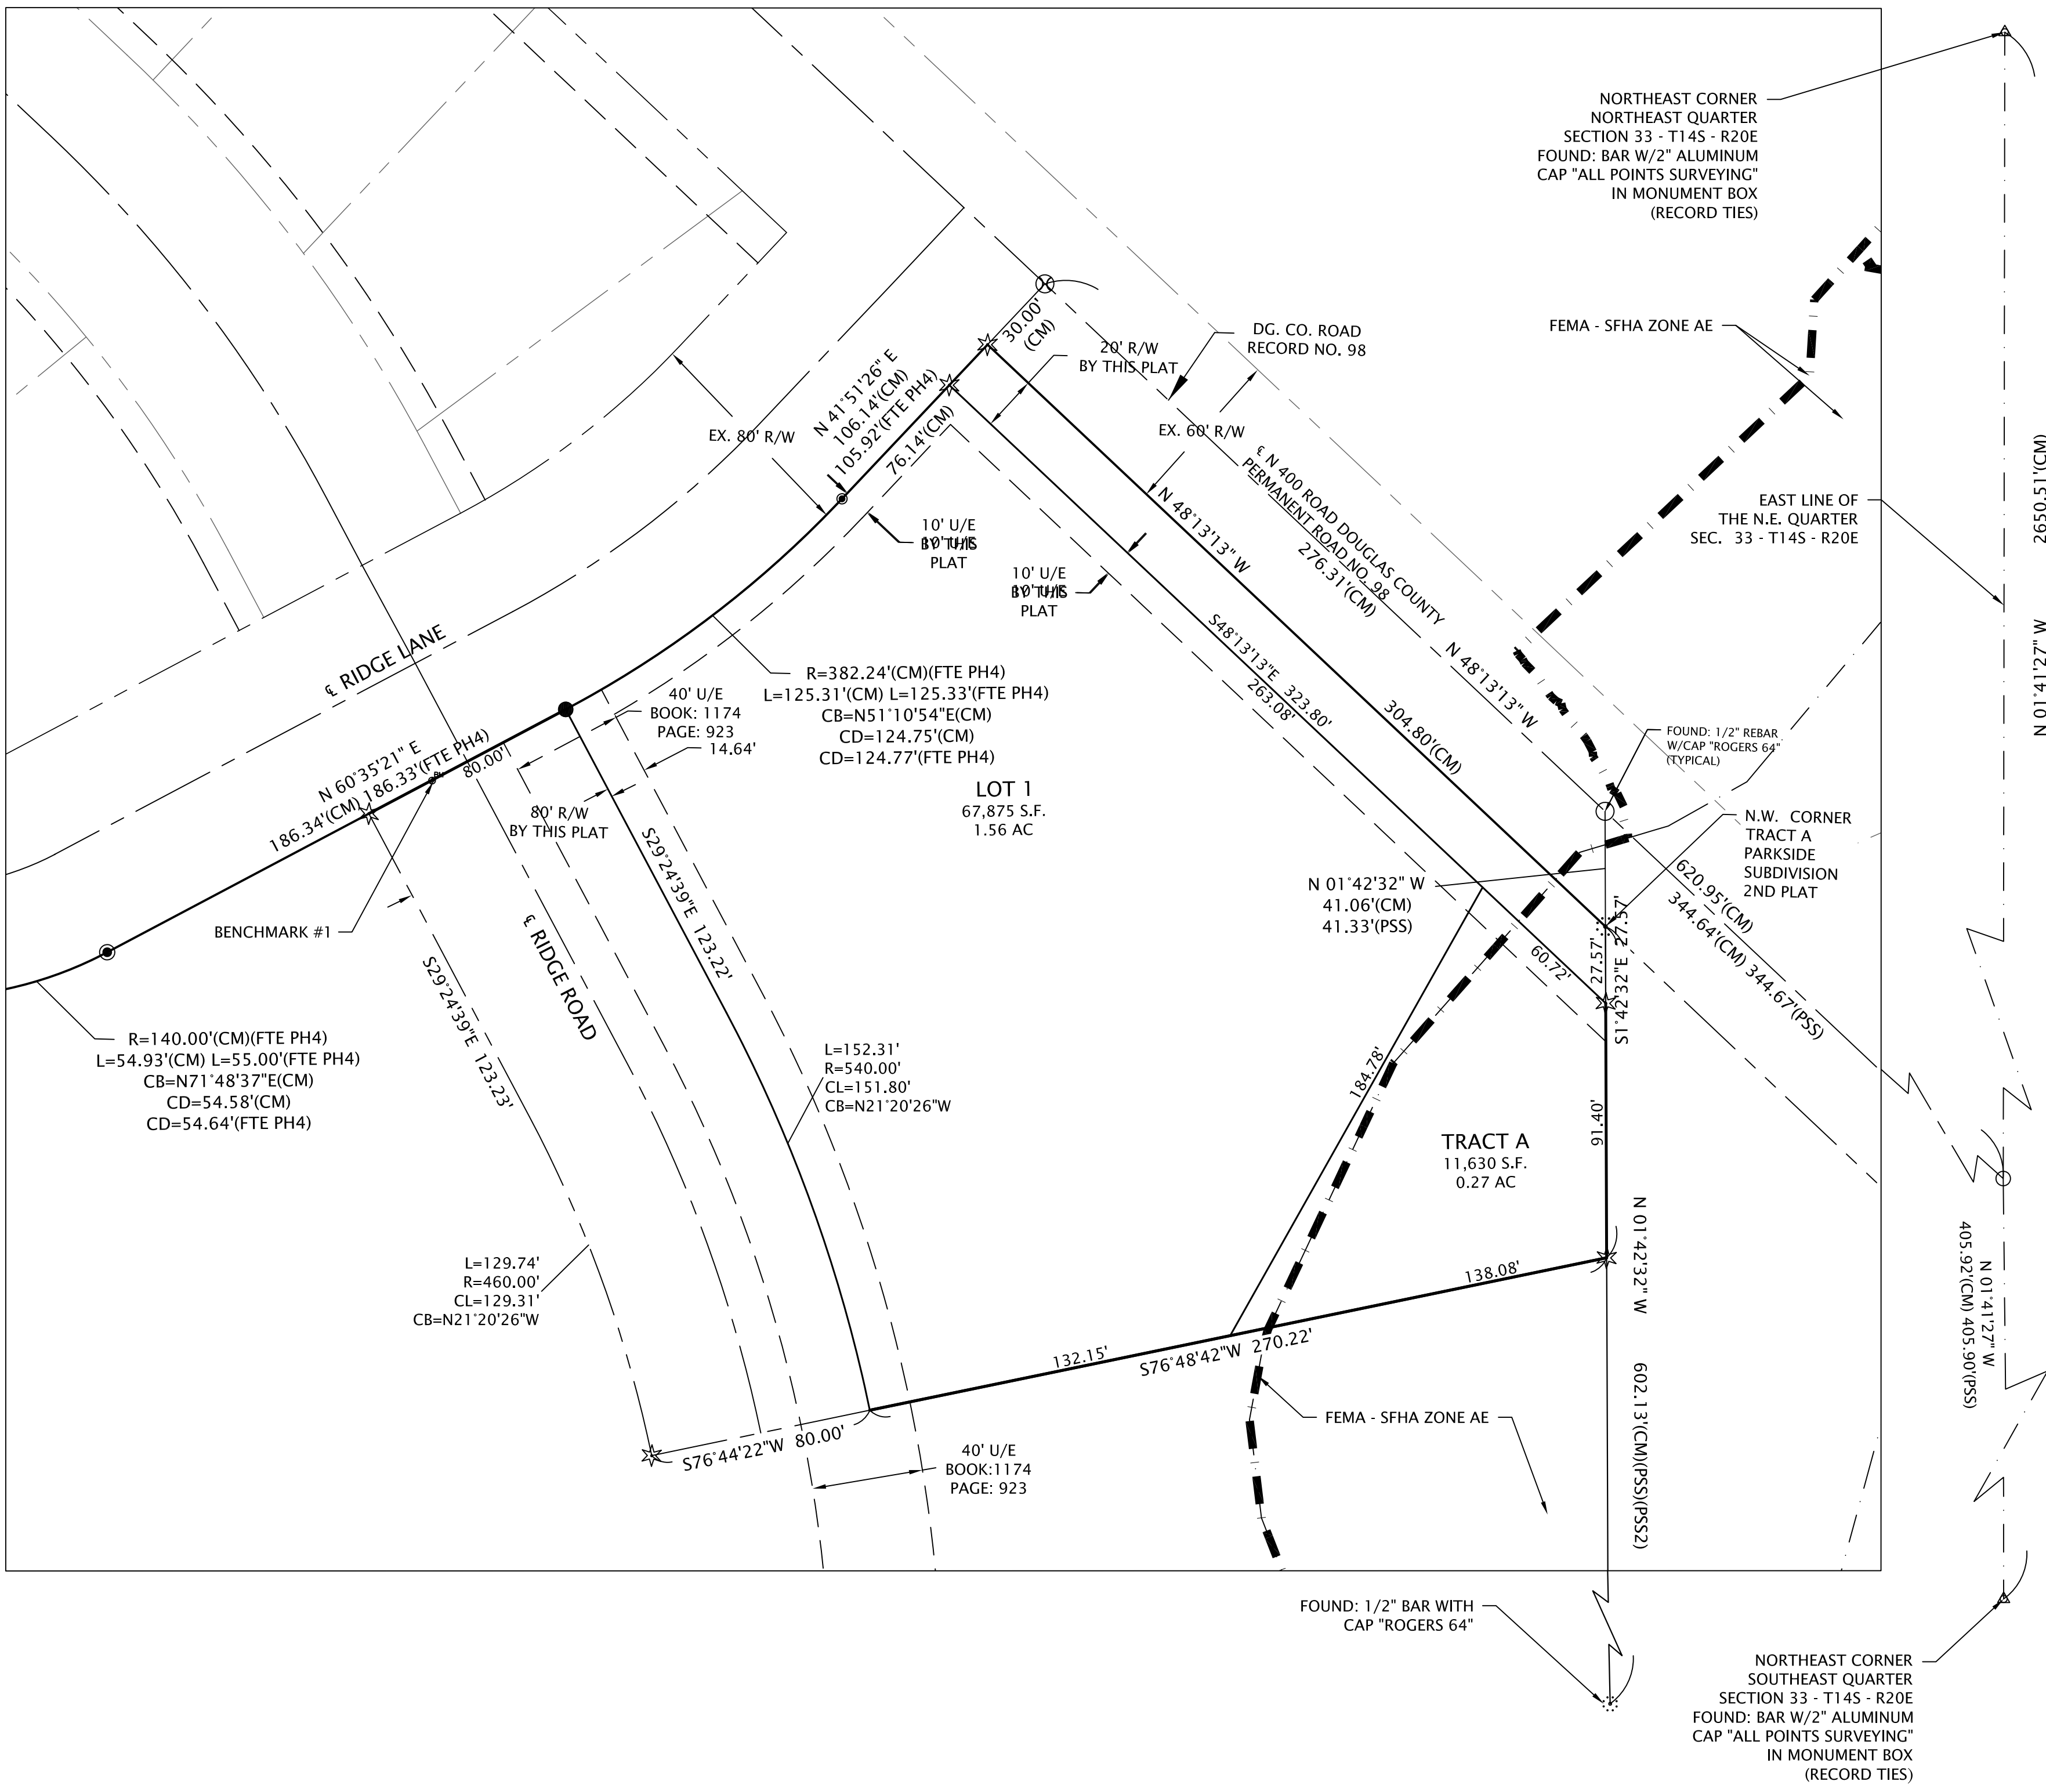 NORTHEAST CORNER
NORTHEAST QUARTER
SECTION 33 - T14S - R20E
FOUND: BAR W/2" ALUMINUM
CAP "ALL POINTS SURVEYING"
IN MONUMENT BOX
(RECORD TIES)
FEMA - SFHA ZONE AE
DG. CO. ROAD
RECORD NO. 98
30.00'
(CM)
20' R/W
BY THIS PLAT
N 41°51'26" E
106.14'(CM)
105.92'(FTE PH4)
76.14'(CM)
EX. 80' R/W
EX. 60' R/W
℄ N 400 ROAD DOUGLAS COUNTY
PERMANENT ROAD NO. 98
276.31'(CM)
N 48°13'13" W
N 48°13'13" W
304.80'(CM)
EAST LINE OF
THE N.E. QUARTER
SEC. 33 - T14S - R20E
2650.51'(CM)
N 01°41'27" W
10' U/E
BY THIS
PLAT
10' U/E
BY THIS
PLAT
S48°13'13"E 323.80'
263.08'
℄ RIDGE LANE
R=382.24'(CM)(FTE PH4)
L=125.31'(CM) L=125.33'(FTE PH4)
CB=N51°10'54"E(CM)
CD=124.75'(CM)
CD=124.77'(FTE PH4)
40' U/E
BOOK: 1174
PAGE: 923
14.64'
N 60°35'21" E
186.34'(CM) 186.33'(FTE PH4)
BM
80.00'
80' R/W
BY THIS PLAT
LOT 1
67,875 S.F.
1.56 AC
FOUND: 1/2" REBAR
W/CAP "ROGERS 64"
(TYPICAL)
N.W. CORNER
TRACT A
PARKSIDE
SUBDIVISION
2ND PLAT
620.95'(CM)
344.64'(CM) 344.67'(PSS)
N 01°42'32" W
41.06'(CM)
41.33'(PSS)
BENCHMARK #1
S29°24'39"E 123.22'
℄ RIDGE ROAD
S29°24'39"E 123.23'
60.72'
27.57'
S1°42'32"E 27.57'
R=140.00'(CM)(FTE PH4)
L=54.93'(CM) L=55.00'(FTE PH4)
CB=N71°48'37"E(CM)
CD=54.58'(CM)
CD=54.64'(FTE PH4)
L=152.31'
R=540.00'
CL=151.80'
CB=N21°20'26"W
184.78'
91.40'
TRACT A
11,630 S.F.
0.27 AC
L=129.74'
R=460.00'
CL=129.31'
CB=N21°20'26"W
138.08'
132.15'
S76°48'42"W 270.22'
N 01°42'32" W
602.13'(CM)(PSS)(PSS2)
N 01°41'27" W
405.92'(CM) 405.90'(PSS)
FEMA - SFHA ZONE AE
S76°44'22"W 80.00'
40' U/E
BOOK:1174
PAGE: 923
FOUND: 1/2" BAR WITH
CAP "ROGERS 64"
NORTHEAST CORNER
SOUTHEAST QUARTER
SECTION 33 - T14S - R20E
FOUND: BAR W/2" ALUMINUM
CAP "ALL POINTS SURVEYING"
IN MONUMENT BOX
(RECORD TIES)